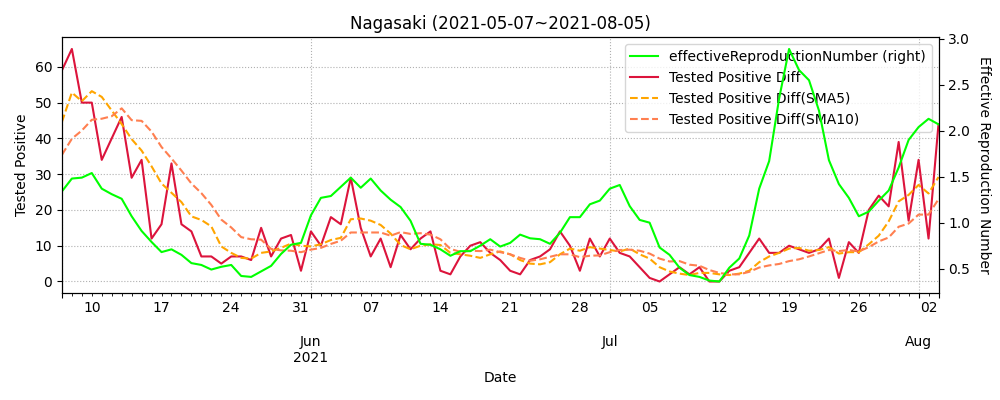 Nagasaki (2021-05-07~2021-08-05)
effectiveReproductionNumber (right)
Tested Positive Diff
Tested Positive Diff(SMA5)
Tested Positive Diff(SMA10)
Tested Positive
60
50
40
30
20
10
0
Effective Reproduction Number
3.0
2.5
2.0
1.5
1.0
0.5
10 17 24 31 07 14 21 28 05 12 19 26 02
Jun Jul Aug
2021
Date